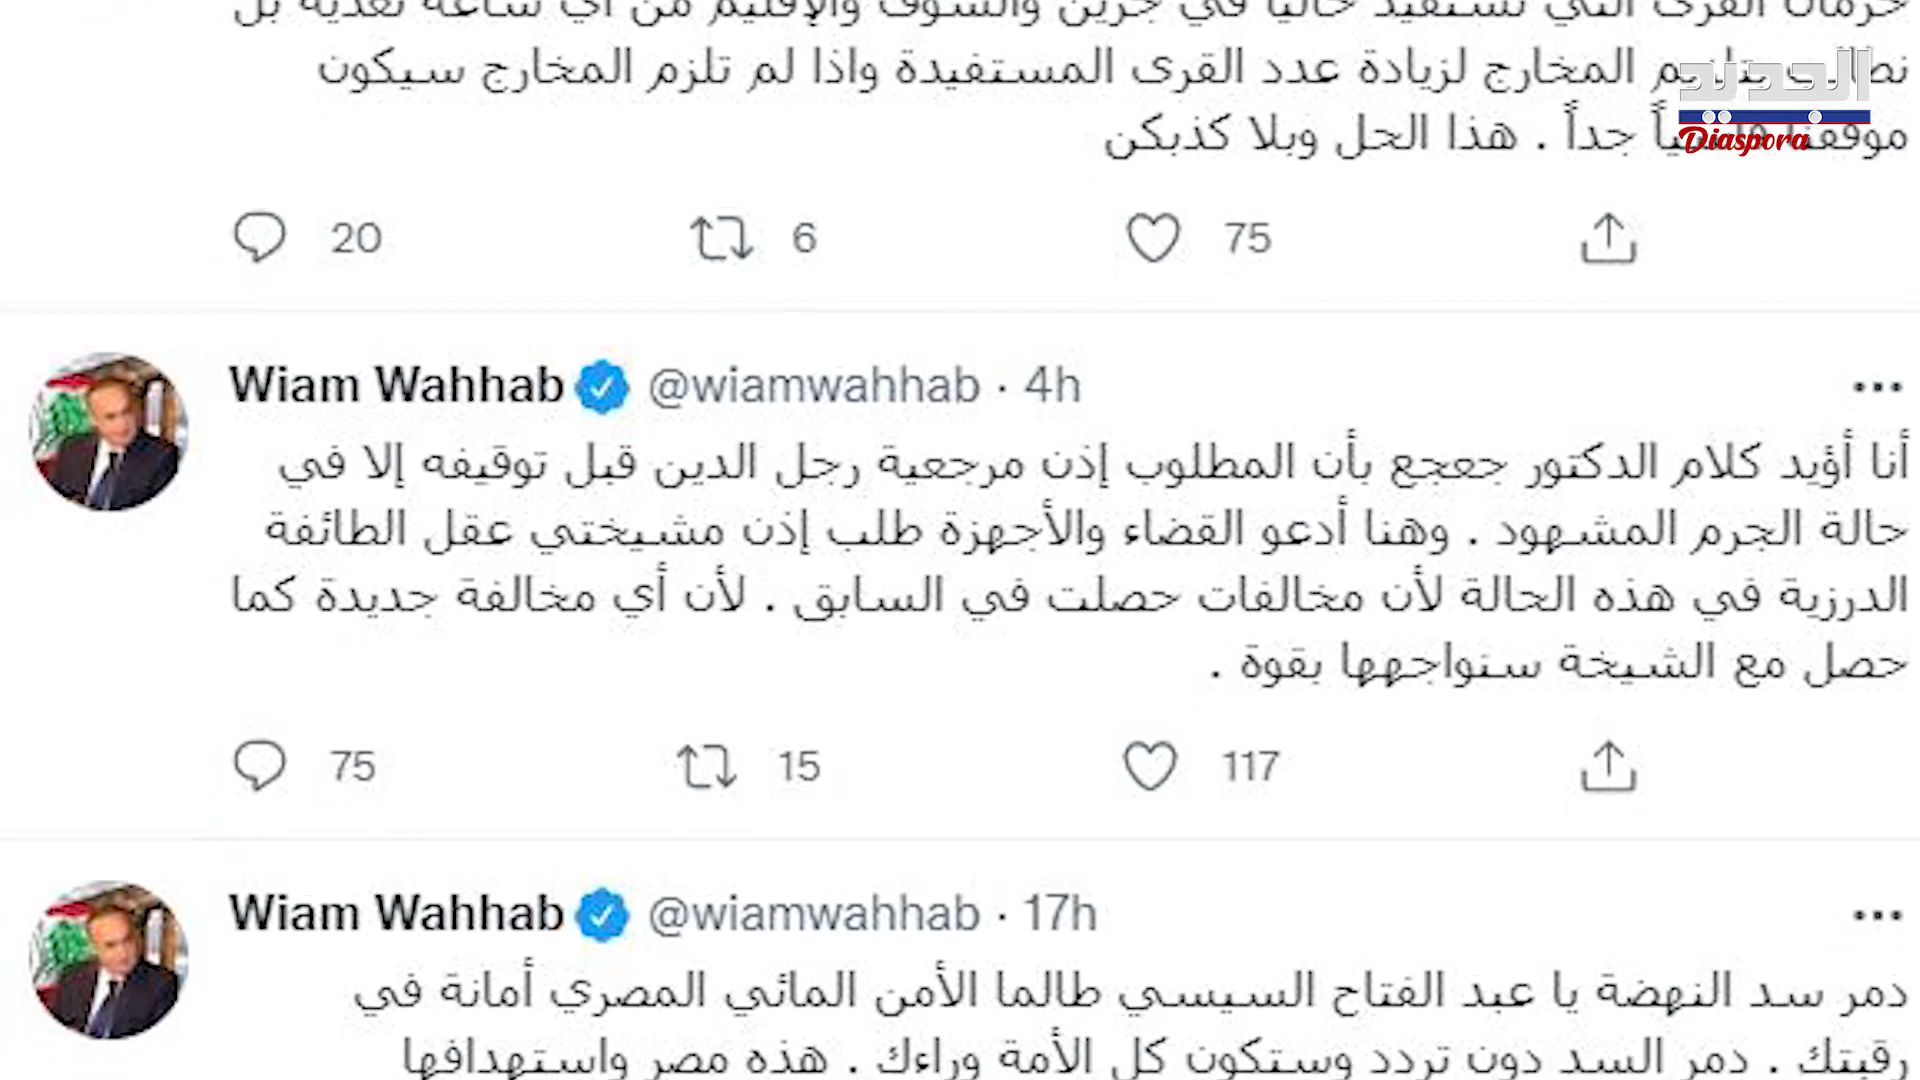 حرمان القرى التي تستفيد حالياً في جزين والشوف والإقليم من أي ساعة تغذية بل
المخارج لزيادة عدد القرى المستفيدة واذا لم تلزم المخارج سيكون
جداً . هذا الحل وبلا كذبكن
الجديد
Diaspora
20 6 75
Wiam Wahhab @wiamwahhab · 4h
أنا أؤيد كلام الدكتور جعجع بأن المطلوب إذن مرجعية رجل الدين قبل توقيفه إلا في
حالة الجرم المشهود . وهنا أدعو القضاء والأجهزة طلب إذن مشيختي عقل الطائفة
الدرزية في هذه الحالة لأن مخالفات حصلت في السابق . لأن أي مخالفة جديدة كما
حصل مع الشيخة سنواجهها بقوة .
75 15 117
Wiam Wahhab @wiamwahhab · 17h
دمر سد النهضة يا عبد الفتاح السيسي طالما الأمن المائي المصري أمانة في
رقبتك . دمر السد دون تردد وستكون كل الأمة وراءك . هذه مصر واستهدافها